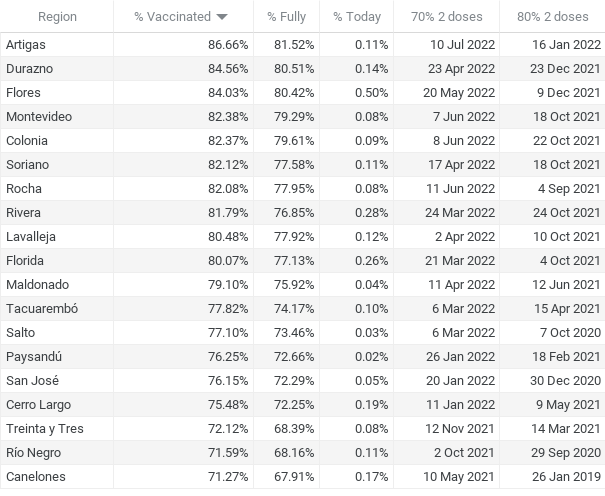 Region % Vaccinated % Fully % Today 70% 2 doses 80% 2 doses
Artigas 86.66% 81.52% 0.11% 10 Jul 2022 16 Jan 2022
Durazno 84.56% 80.51% 0.14% 23 Apr 2022 23 Dec 2021
Flores 84.03% 80.42% 0.50% 20 May 2022 9 Dec 2021
Montevideo 82.38% 79.29% 0.08% 7 Jun 2022 18 Oct 2021
Colonia 82.37% 79.61% 0.09% 8 Jun 2022 22 Oct 2021
Soriano 82.12% 77.58% 0.11% 17 Apr 2022 18 Oct 2021
Rocha 82.08% 77.95% 0.08% 11 Jun 2022 4 Sep 2021
Rivera 81.79% 76.85% 0.28% 24 Mar 2022 24 Oct 2021
Lavalleja 80.48% 77.92% 0.12% 2 Apr 2022 10 Oct 2021
Florida 80.07% 77.13% 0.26% 21 Mar 2022 4 Oct 2021
Maldonado 79.10% 75.92% 0.04% 11 Apr 2022 12 Jun 2021
Tacuarembó 77.82% 74.17% 0.10% 6 Mar 2022 15 Apr 2021
Salto 77.10% 73.46% 0.03% 6 Mar 2022 7 Oct 2020
Paysandú 76.25% 72.66% 0.02% 26 Jan 2022 18 Feb 2021
San José 76.15% 72.29% 0.05% 20 Jan 2022 30 Dec 2020
Cerro Largo 75.48% 72.25% 0.19% 11 Jan 2022 9 May 2021
Treinta y Tres 72.12% 68.39% 0.08% 12 Nov 2021 14 Mar 2021
Río Negro 71.59% 68.16% 0.11% 2 Oct 2021 29 Sep 2020
Canelones 71.27% 67.91% 0.17% 10 May 2021 26 Jan 2019